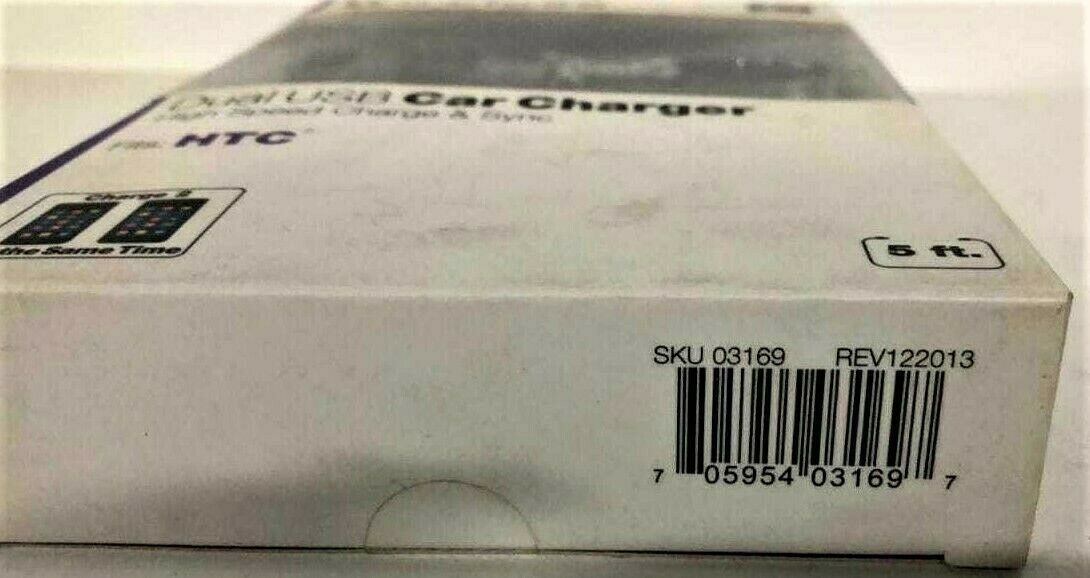 Dual USB Car Charger
High Speed Charge & Sync
Fits: HTC
Charge 2
the Same Time
5 ft.
SKU 03169 REV122013
7 05954 03169 7